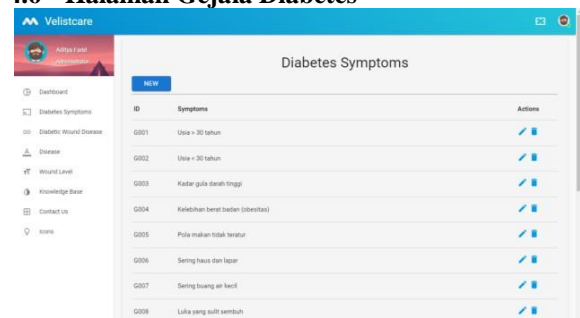 4.6 Halaman Gejala Diabetes
Velistcare
Aditya Farid
Administrator
Diabetes Symptoms
NEW
Dashboard
Diabetes Symptoms
Diabetic Wound Disease
Disease
Wound Level
Knowledge Base
Contact Us
Icons
ID Symptoms Actions
G001 Usia > 30 tahun
G002 Usia < 30 tahun
G003 Kadar gula darah tinggi
G004 Kelebihan berat badan (obesitas)
G005 Pola makan tidak teratur
G006 Sering haus dan lapar
G007 Sering buang air kecil
G008 Luka yang sulit sembuh